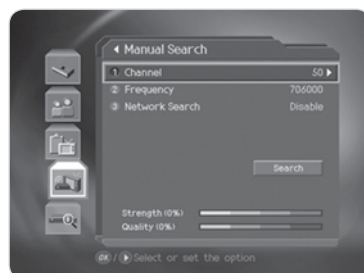 Manual Search
1 Channel 50
2 Frequency 706000
3 Network Search Disable
Search
Strength (0%)
Quality (0%)
OK / Select or set the option